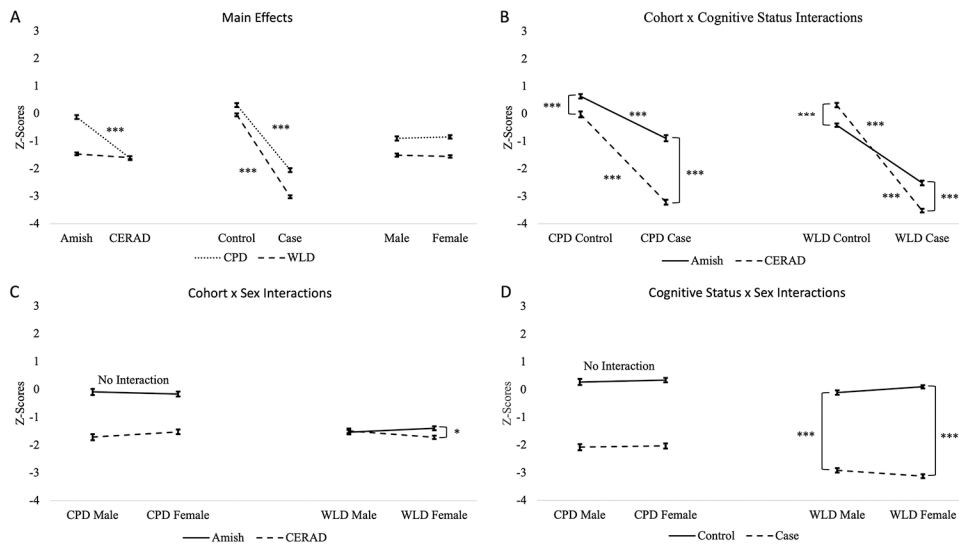 A
Main Effects
3
2
1
0
-1
-2
-3
-4
Z-Scores
***
***
***
Amish CERAD Control Case Male Female
CPD WLD
B
Cohort x Cognitive Status Interactions
3
2
1
0
-1
-2
-3
-4
Z-Scores
***
***
***
***
***
***
***
***
CPD Control CPD Case WLD Control WLD Case
Amish CERAD
C
Cohort x Sex Interactions
3
2
1
0
-1
-2
-3
-4
Z-Scores
No Interaction
*
CPD Male CPD Female WLD Male WLD Female
Amish CERAD
D
Cognitive Status x Sex Interactions
3
2
1
0
-1
-2
-3
-4
Z-Scores
No Interaction
***
***
CPD Male CPD Female WLD Male WLD Female
Control Case